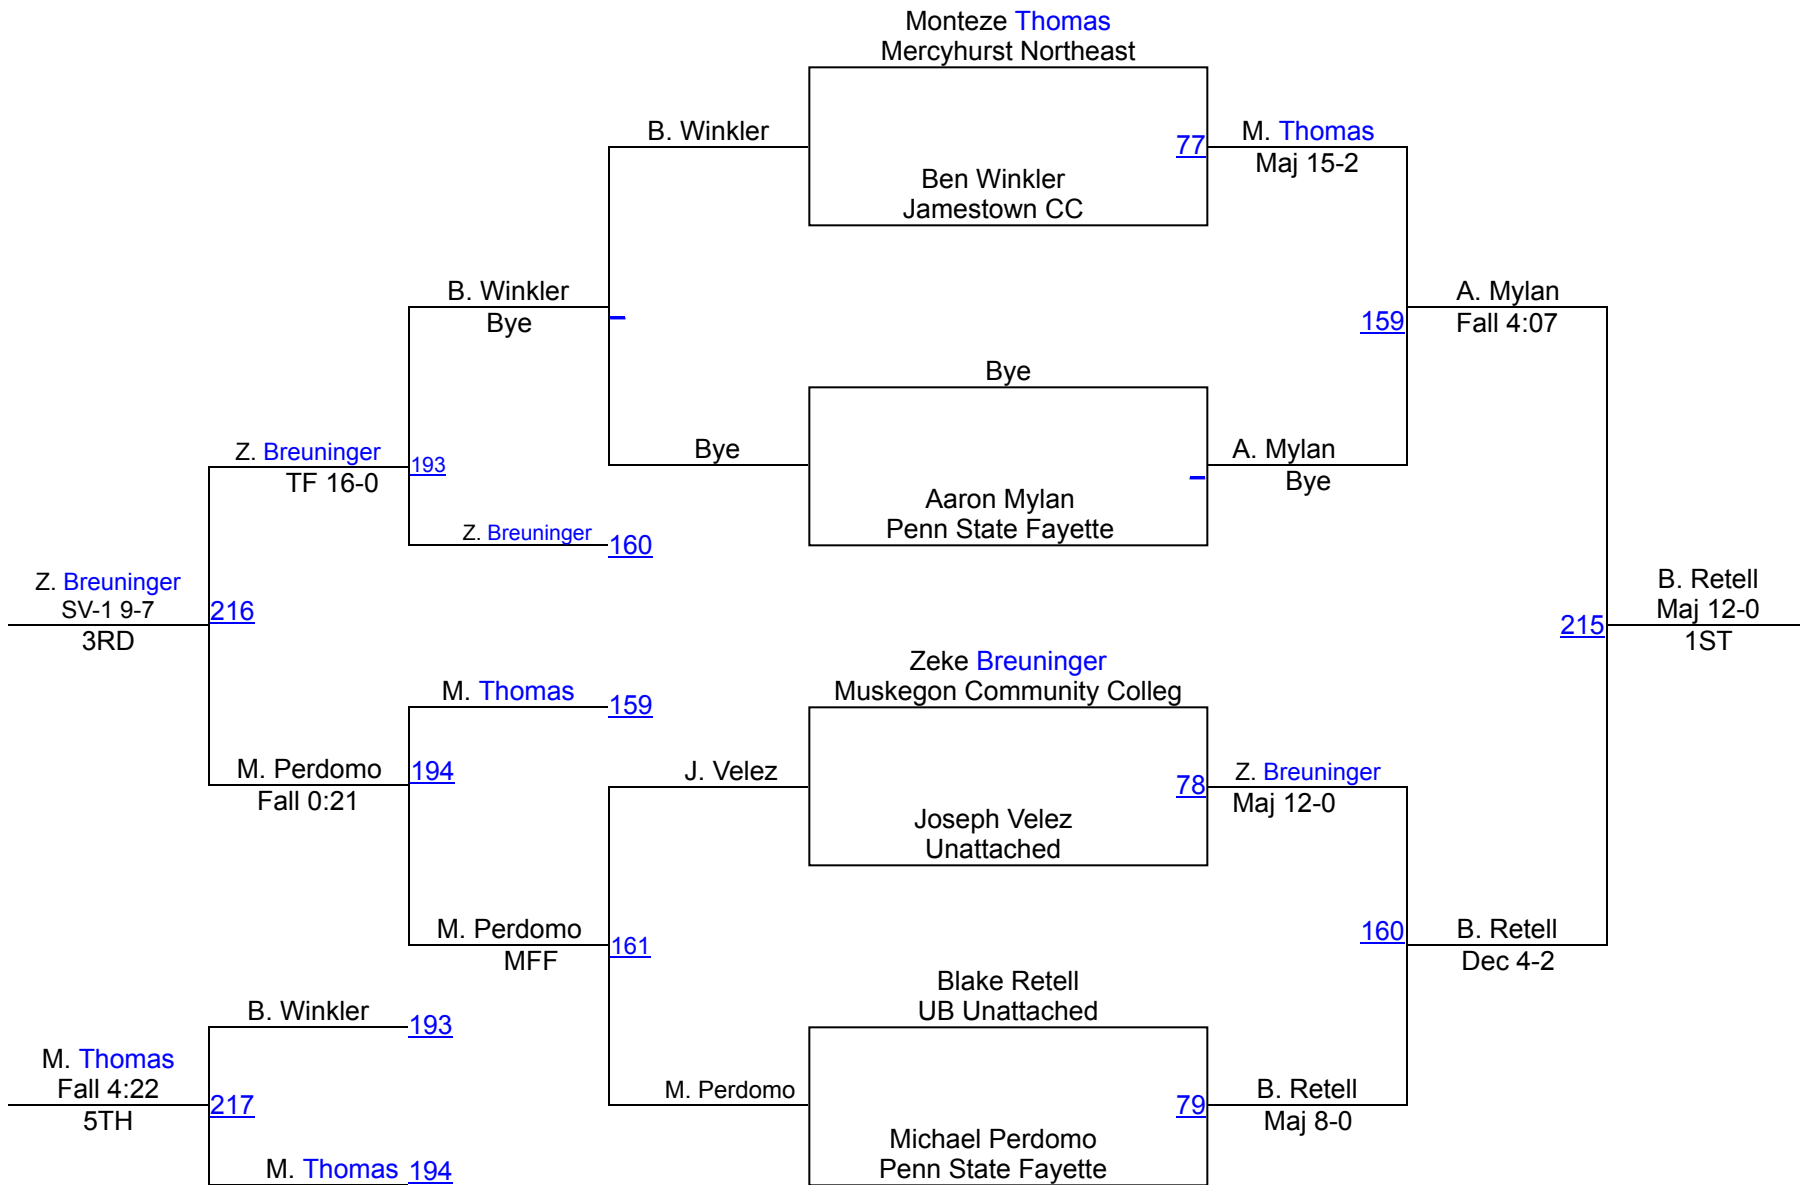 Monteze Thomas
Mercyhurst Northeast
B. Winkler
77
M. Thomas
Maj 15-2
Ben Winkler
Jamestown CC
B. Winkler
Bye
159
A. Mylan
Fall 4:07
Bye
Bye
A. Mylan
Bye
Aaron Mylan
Penn State Fayette
Z. Breuninger
TF 16-0
193
Z. Breuninger
160
Z. Breuninger
SV-1 9-7
3RD
216
215
B. Retell
Maj 12-0
1ST
Zeke Breuninger
Muskegon Community Colleg
M. Thomas
159
J. Velez
78
Z. Breuninger
Maj 12-0
M. Perdomo
Fall 0:21
194
Joseph Velez
Unattached
M. Perdomo
MFF
161
160
B. Retell
Dec 4-2
Blake Retell
UB Unattached
B. Winkler
193
M. Thomas
Fall 4:22
5TH
217
M. Perdomo
79
B. Retell
Maj 8-0
Michael Perdomo
Penn State Fayette
M. Thomas
194